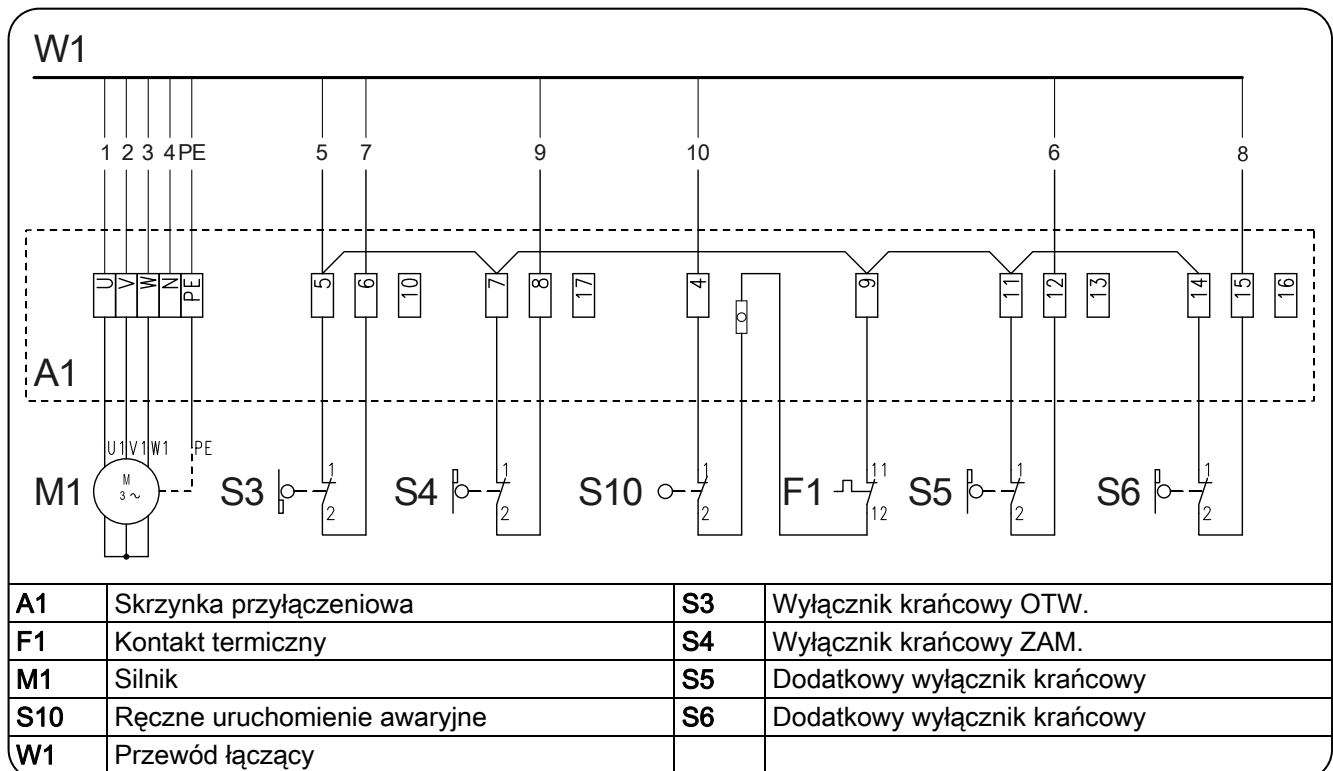 W1
1 2 3 4 PE 5 7 9 10 6 8
U V W N PE 5 6 10 7 8 17 4 9 11 12 13 14 15 16
A1
U1 V1 W1 PE 1 1 1 11 1 1
M1 M 3 ~ S3 S4 S10 F1 S5 S6
2 2 2 12 2 2
A1 Skrzynka przyłączeniowa S3 Wyłącznik krańcowy OTW.
F1 Kontakt termiczny S4 Wyłącznik krańcowy ZAM.
M1 Silnik S5 Dodatkowy wyłącznik krańcowy
S10 Ręczne uruchomienie awaryjne S6 Dodatkowy wyłącznik krańcowy
W1 Przewód łączący